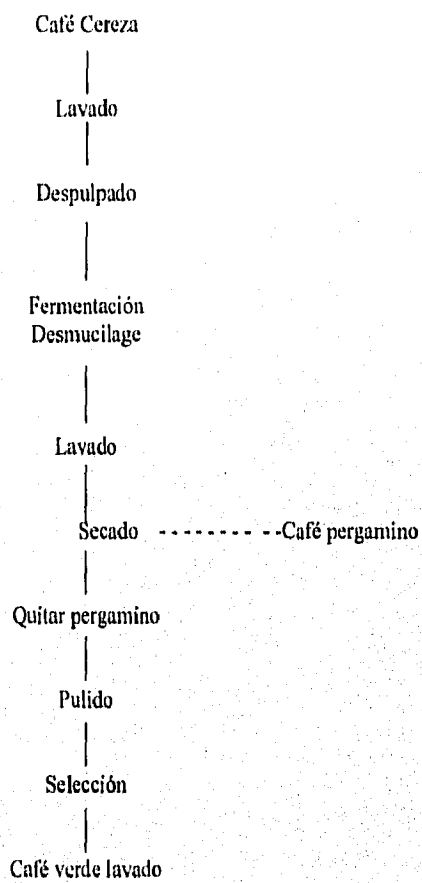 Café Cereza
Lavado
Despulpado
Fermentación
Desmucilage
Lavado
Secado - - - - - - - - - Café pergamino
Quitar pergamino
Pulido
Selección
Café verde lavado